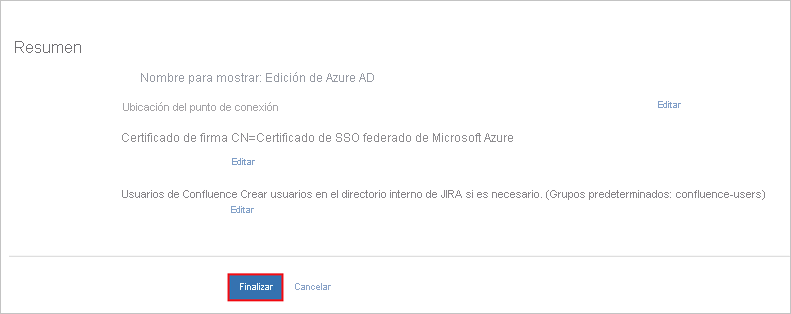 Resumen
Nombre para mostrar: Edición de Azure AD
Ubicación del punto de conexión
Editar
Certificado de firma CN=Certificado de SSO federado de Microsoft Azure
Editar
Usuarios de Confluence Crear usuarios en el directorio interno de JIRA si es necesario. (Grupos predeterminados: confluence-users)
Editar
Finalizar Cancelar